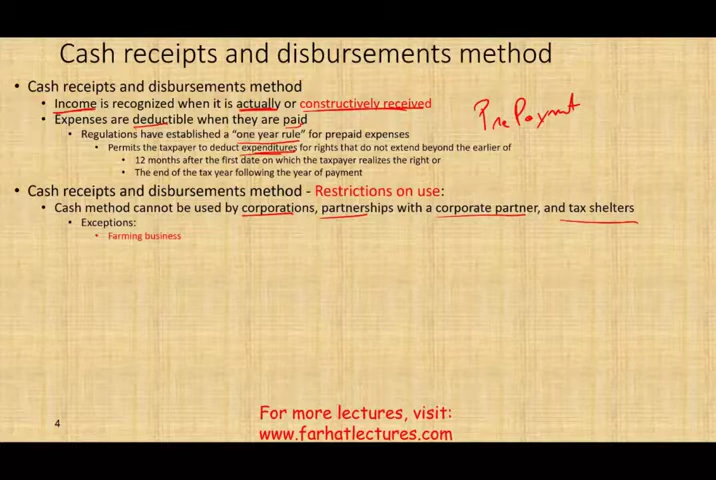 Cash receipts and disbursements method
• Cash receipts and disbursements method
• Income is recognized when it is actually or constructively received
PrePayment
• Expenses are deductible when they are paid
• Regulations have established a “one year rule” for prepaid expenses
• Permits the taxpayer to deduct expenditures for rights that do not extend beyond the earlier of
• 12 months after the first date on which the taxpayer realizes the right or
• The end of the tax year following the year of payment
• Cash receipts and disbursements method - Restrictions on use:
• Cash method cannot be used by corporations, partnerships with a corporate partner, and tax shelters
• Exceptions:
• Farming business
For more lectures, visit:
www.farhatlectures.com
4